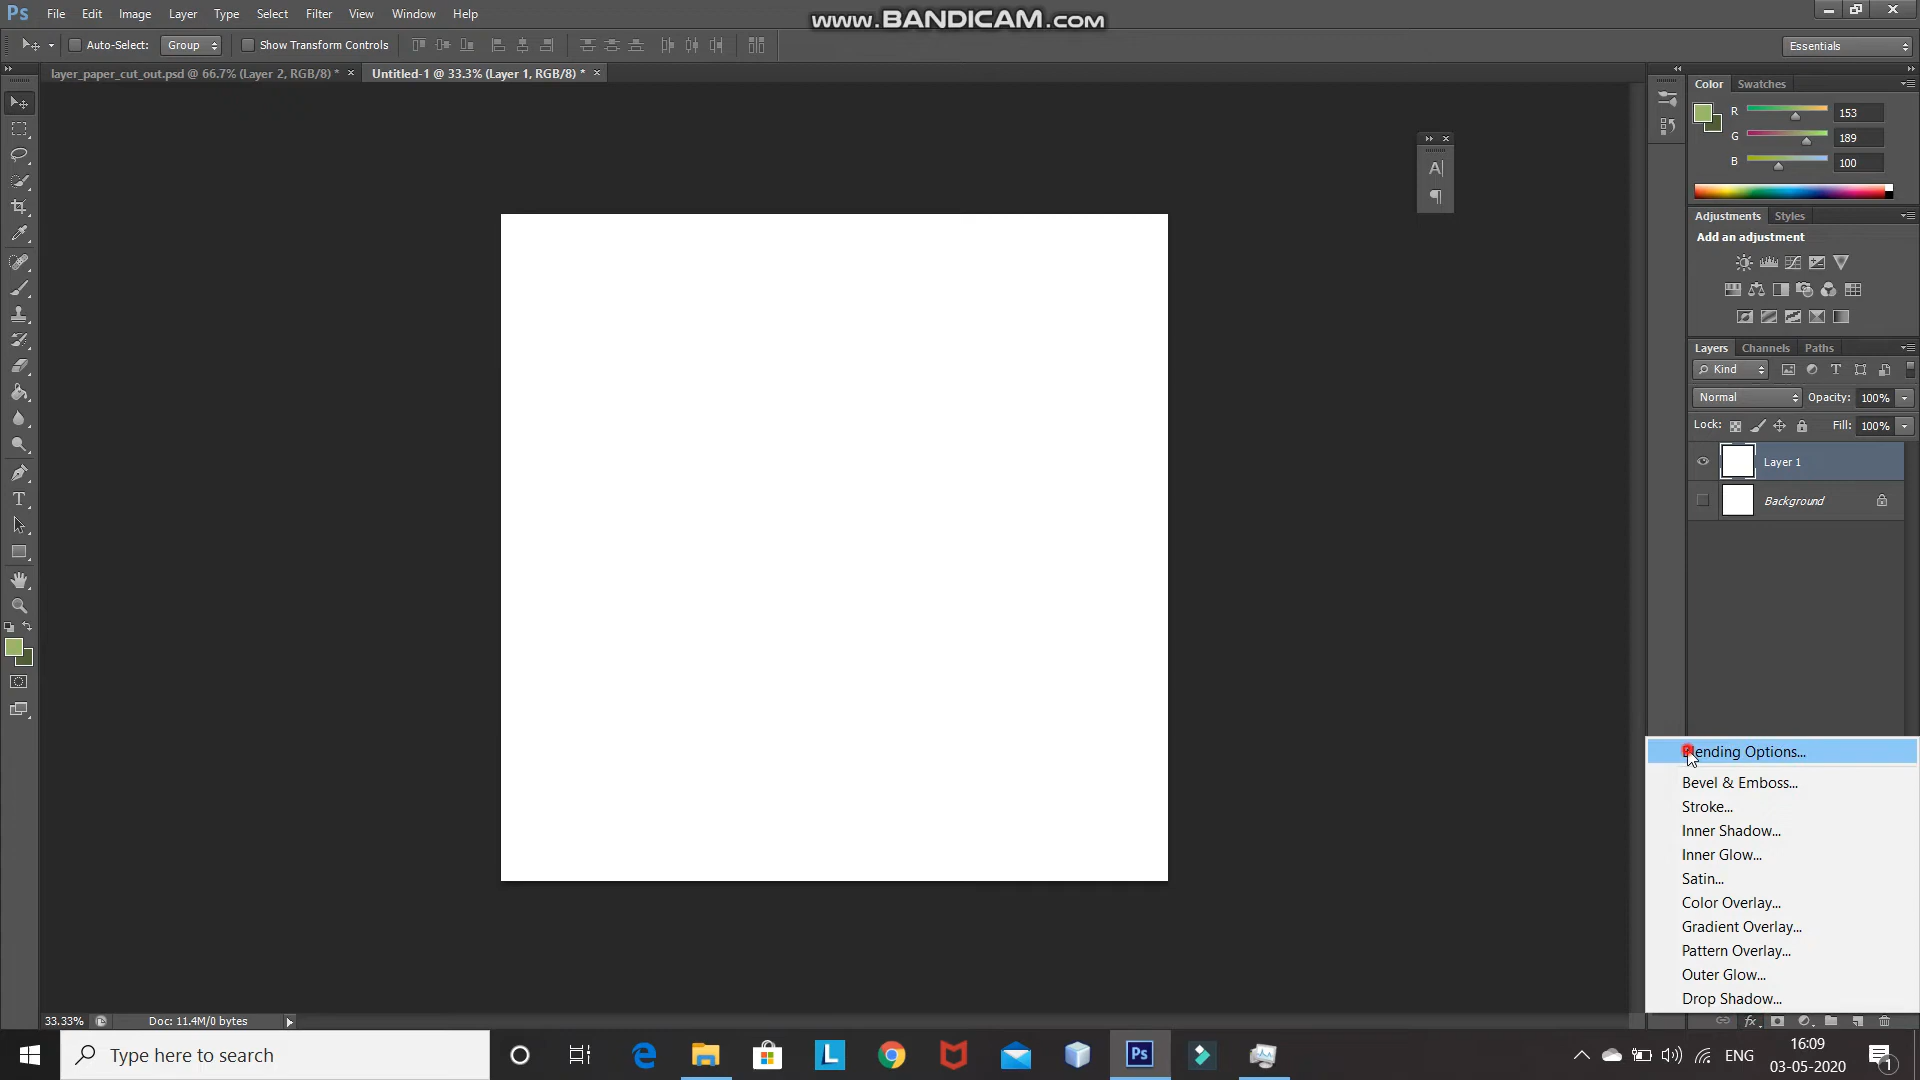 Ps File Edit Image Layer Type Select Filter View Window Help
www.BANDICAM.com
Auto-Select: Group Show Transform Controls Essentials
layer_paper_cut_out.psd @ 66.7% (Layer 2, RGB/8) * × Untitled-1 @ 33.3% (Layer 1, RGB/8) * ×
Color Swatches
R 153
G 189
B 100
Adjustments Styles
Add an adjustment
Layers Channels Paths
Kind
Normal Opacity: 100%
Lock: Fill: 100%
Layer 1
Background
Blending Options...
Bevel & Emboss...
Stroke...
Inner Shadow...
Inner Glow...
Satin...
Color Overlay...
Gradient Overlay...
Pattern Overlay...
Outer Glow...
Drop Shadow...
33.33% Doc: 11.4M/0 bytes
fx
Type here to search
L
Ps
ENG
16:09
03-05-2020
1